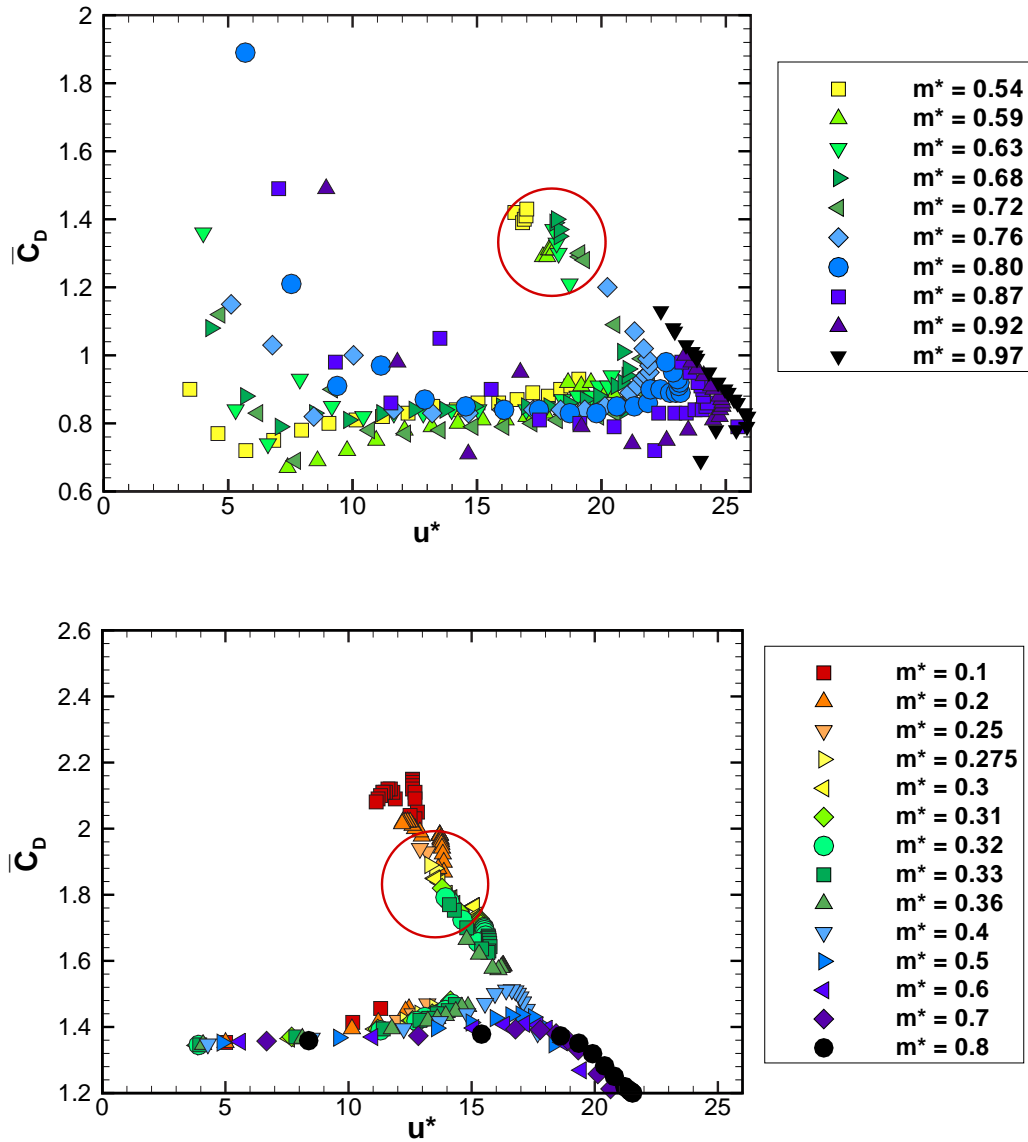 2
1.8
1.6
1.4
1.2
1
0.8
0.6
C̅_D
0 5 10 15 20 25
u*
m* = 0.54
m* = 0.59
m* = 0.63
m* = 0.68
m* = 0.72
m* = 0.76
m* = 0.80
m* = 0.87
m* = 0.92
m* = 0.97
2.6
2.4
2.2
2
1.8
1.6
1.4
1.2
C̅_D
0 5 10 15 20 25
u*
m* = 0.1
m* = 0.2
m* = 0.25
m* = 0.275
m* = 0.3
m* = 0.31
m* = 0.32
m* = 0.33
m* = 0.36
m* = 0.4
m* = 0.5
m* = 0.6
m* = 0.7
m* = 0.8